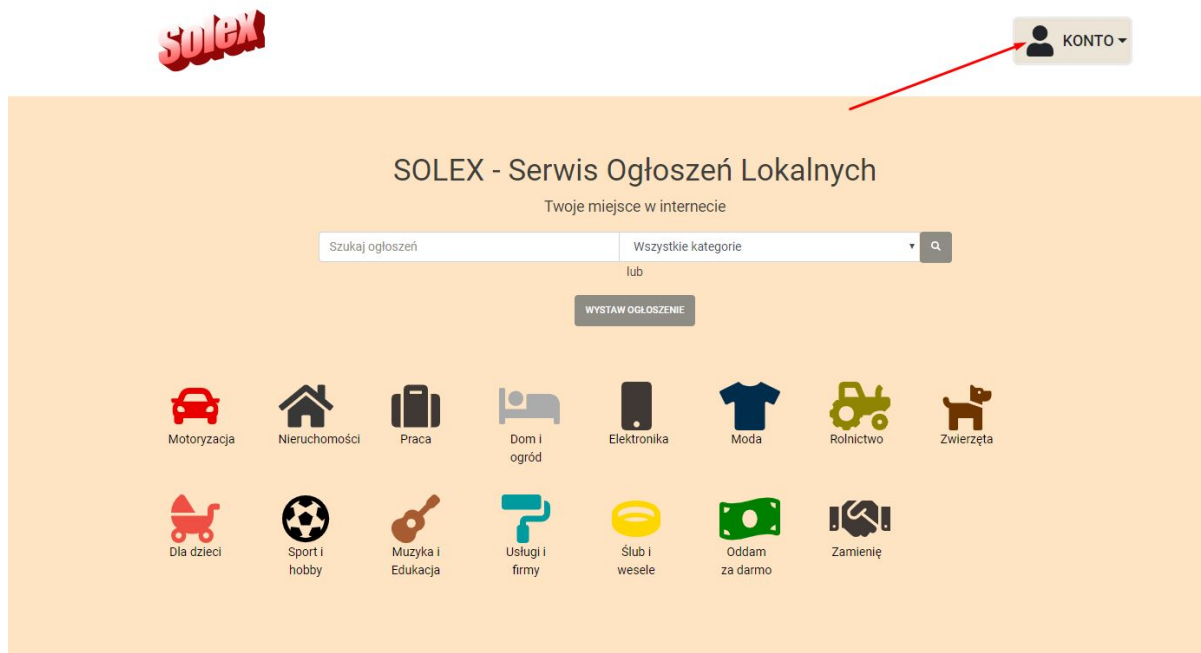 Solex
KONTO
SOLEX - Serwis Ogłoszeń Lokalnych
Twoje miejsce w internecie
Szukaj ogłoszeń
Wszystkie kategorie
lub
WYSTAW OGŁOSZENIE
Motoryzacja
Nieruchomości
Praca
Dom i
ogród
Elektronika
Moda
Rolnictwo
Zwierzęta
Dla dzieci
Sport i
hobby
Muzyka i
Edukacja
Usługi i
firmy
Ślub i
wesele
Oddam
za darmo
Zamienię